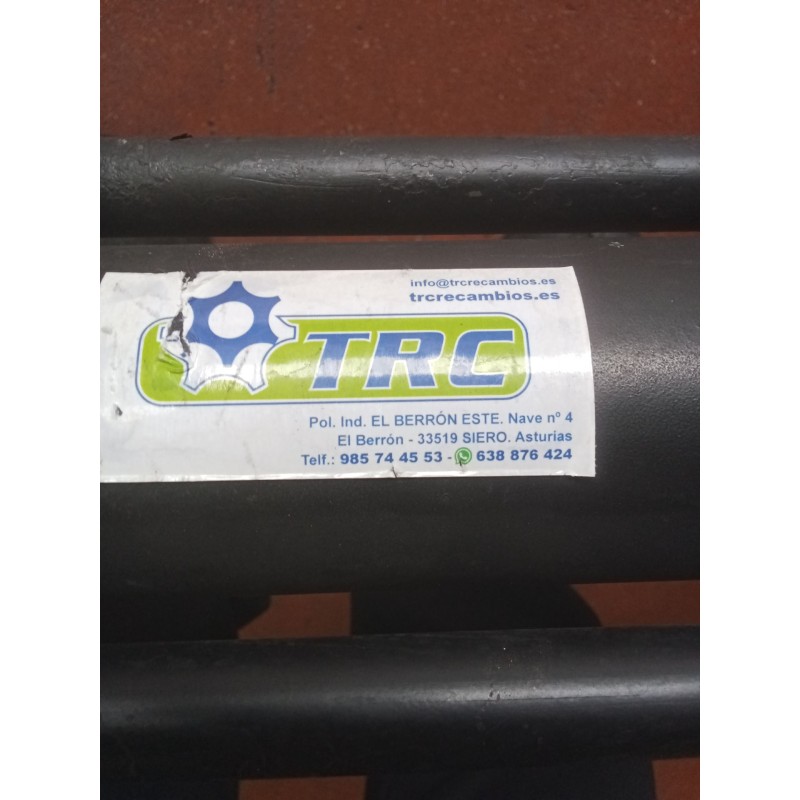 info@trcrecambios.es
trcrecambios.es
TRC
Pol. Ind. EL BERRÓN ESTE. Nave nº 4
El Berrón - 33519 SIERO. Asturias
Telf.: 985 74 45 53 - 638 876 424